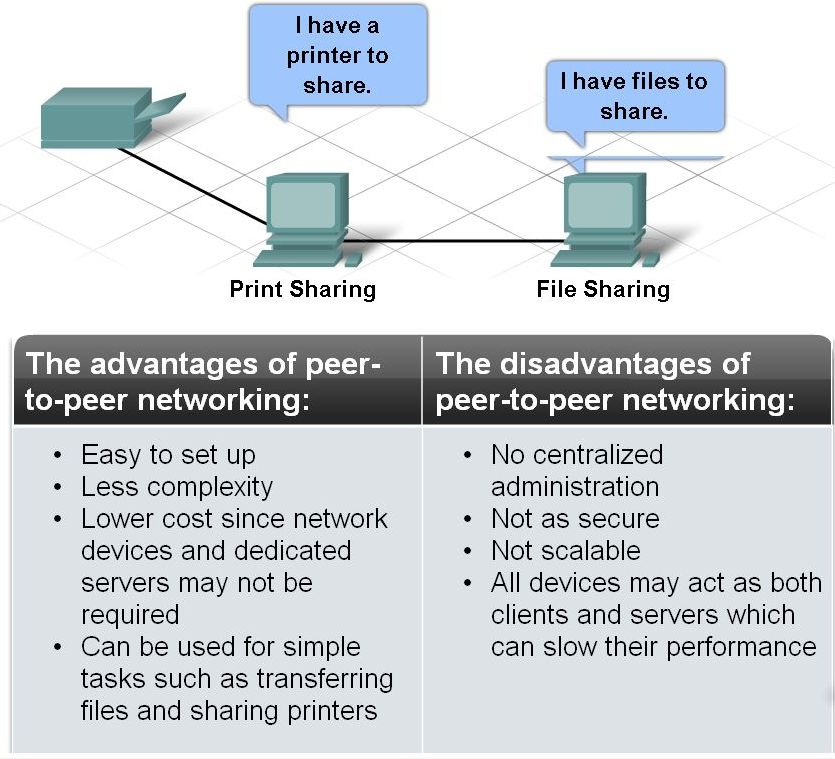 I have a
printer to
share.
I have files to
share.
Print Sharing
File Sharing
The advantages of peer-
to-peer networking:
• Easy to set up
• Less complexity
• Lower cost since network
devices and dedicated
servers may not be
required
• Can be used for simple
tasks such as transferring
files and sharing printers
The disadvantages of
peer-to-peer networking:
• No centralized
administration
• Not as secure
• Not scalable
• All devices may act as both
clients and servers which
can slow their performance